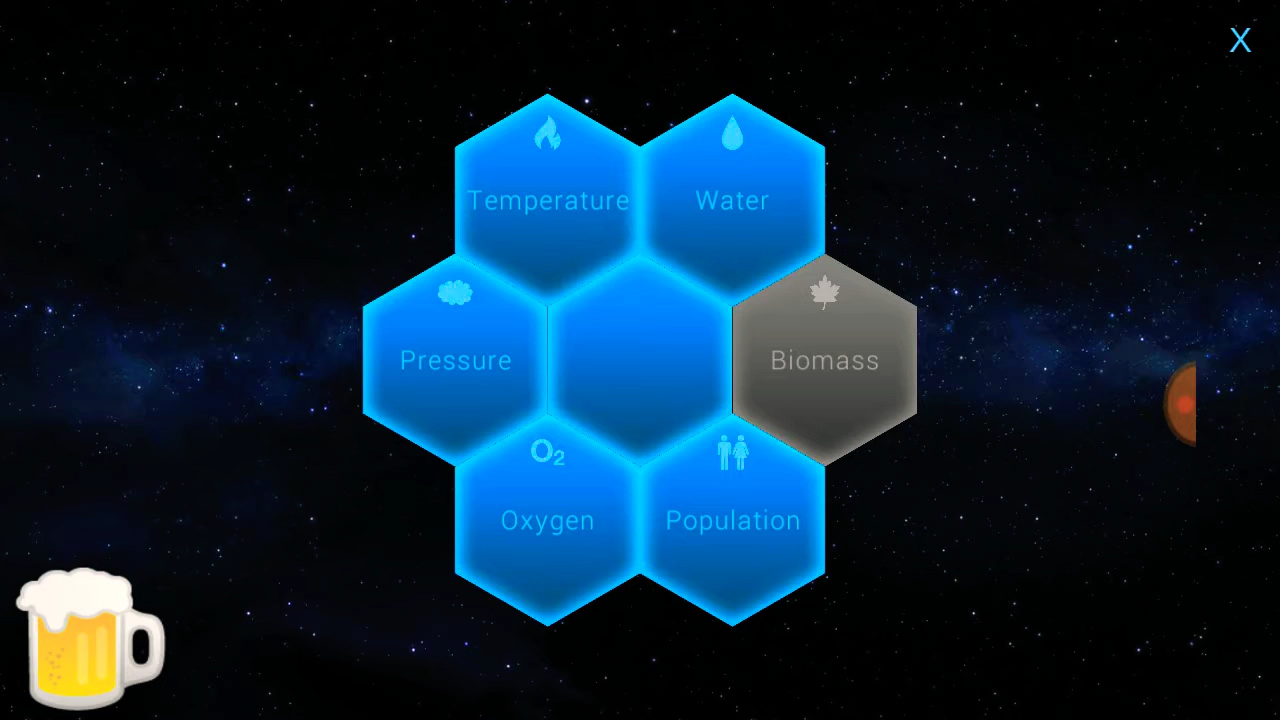 X
Temperature
Water
Pressure
Biomass
O₂
Oxygen
Population